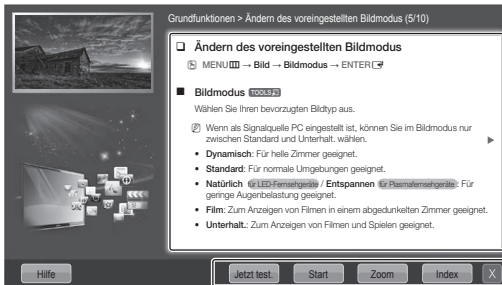 Grundfunktionen > Ändern des voreingestellten Bildmodus (5/10)
❑ Ändern des voreingestellten Bildmodus
MENU → Bild → Bildmodus → ENTER
■ Bildmodus TOOLS
Wählen Sie Ihren bevorzugten Bildtyp aus.
Wenn als Signalquelle PC eingestellt ist, können Sie im Bildmodus nur
zwischen Standard und Unterhalt. wählen.
• Dynamisch: Für helle Zimmer geeignet.
• Standard: Für normale Umgebungen geeignet.
• Natürlich für LED-Fernsehgeräte / Entspannen für Plasmafernsehgeräte : Für
geringe Augenbelastung geeignet.
• Film: Zum Anzeigen von Filmen in einem abgedunkelten Zimmer geeignet.
• Unterhalt.: Zum Anzeigen von Filmen und Spielen geeignet.
Hilfe Jetzt test. Start Zoom Index X